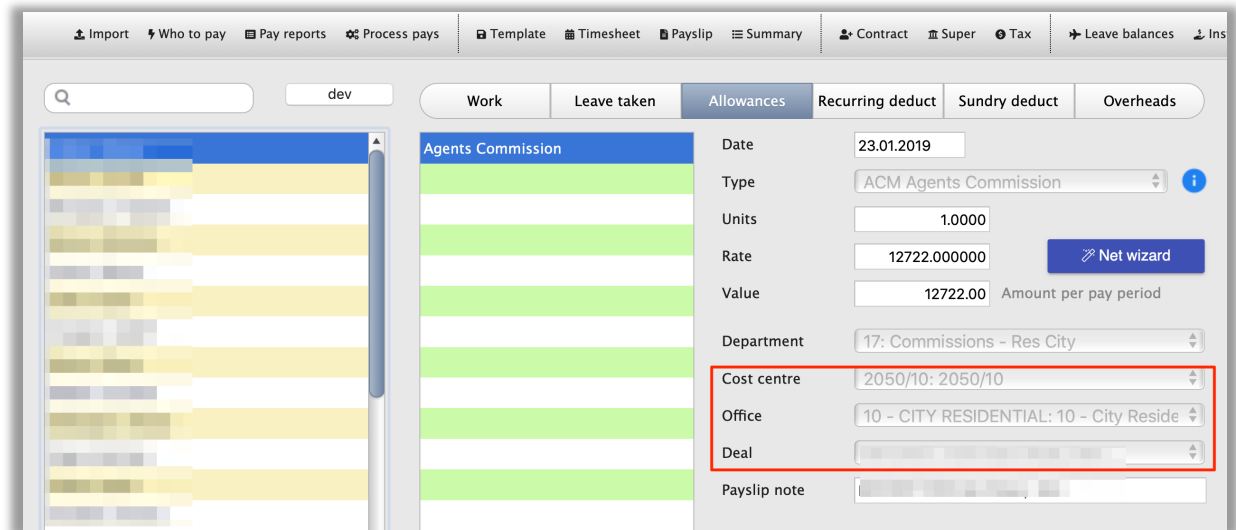 Import Who to pay Pay reports Process pays Template Timesheet Payslip Summary Contract Super Tax Leave balances Ins
dev
Work Leave taken Allowances Recurring deduct Sundry deduct Overheads
Agents Commission
Date 23.01.2019
Type ACM Agents Commission
Units 1.0000
Rate 12722.000000 Net wizard
Value 12722.00 Amount per pay period
Department 17: Commissions - Res City
Cost centre 2050/10: 2050/10
Office 10 - CITY RESIDENTIAL: 10 - City Reside
Deal
Payslip note